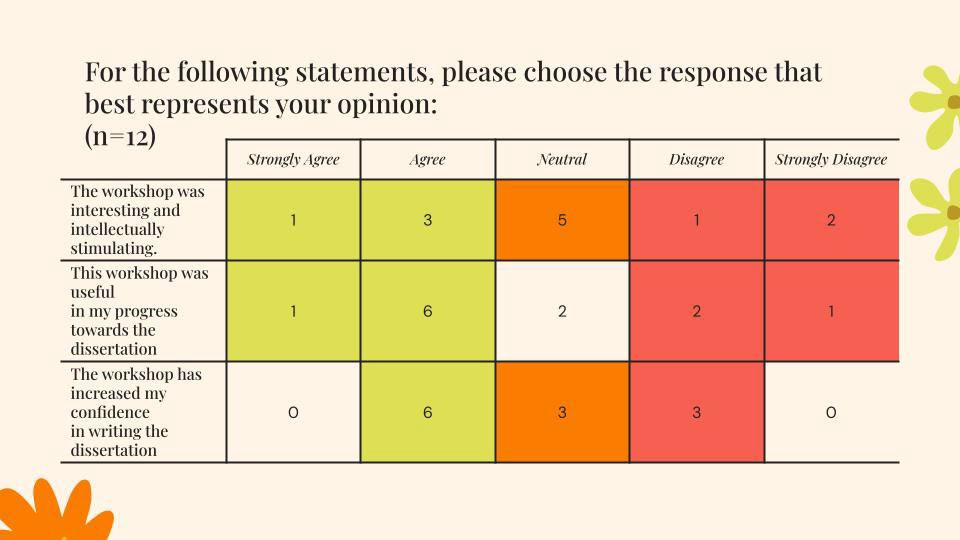 For the following statements, please choose the response that
best represents your opinion:
(n=12)
Strongly Agree
Agree
Neutral
Disagree
Strongly Disagree
The workshop was
interesting and
intellectually
stimulating.
1
3
5
1
2
This workshop was
useful
in my progress
towards the
dissertation
1
6
2
2
1
The workshop has
increased my
confidence
in writing the
dissertation
0
6
3
3
0